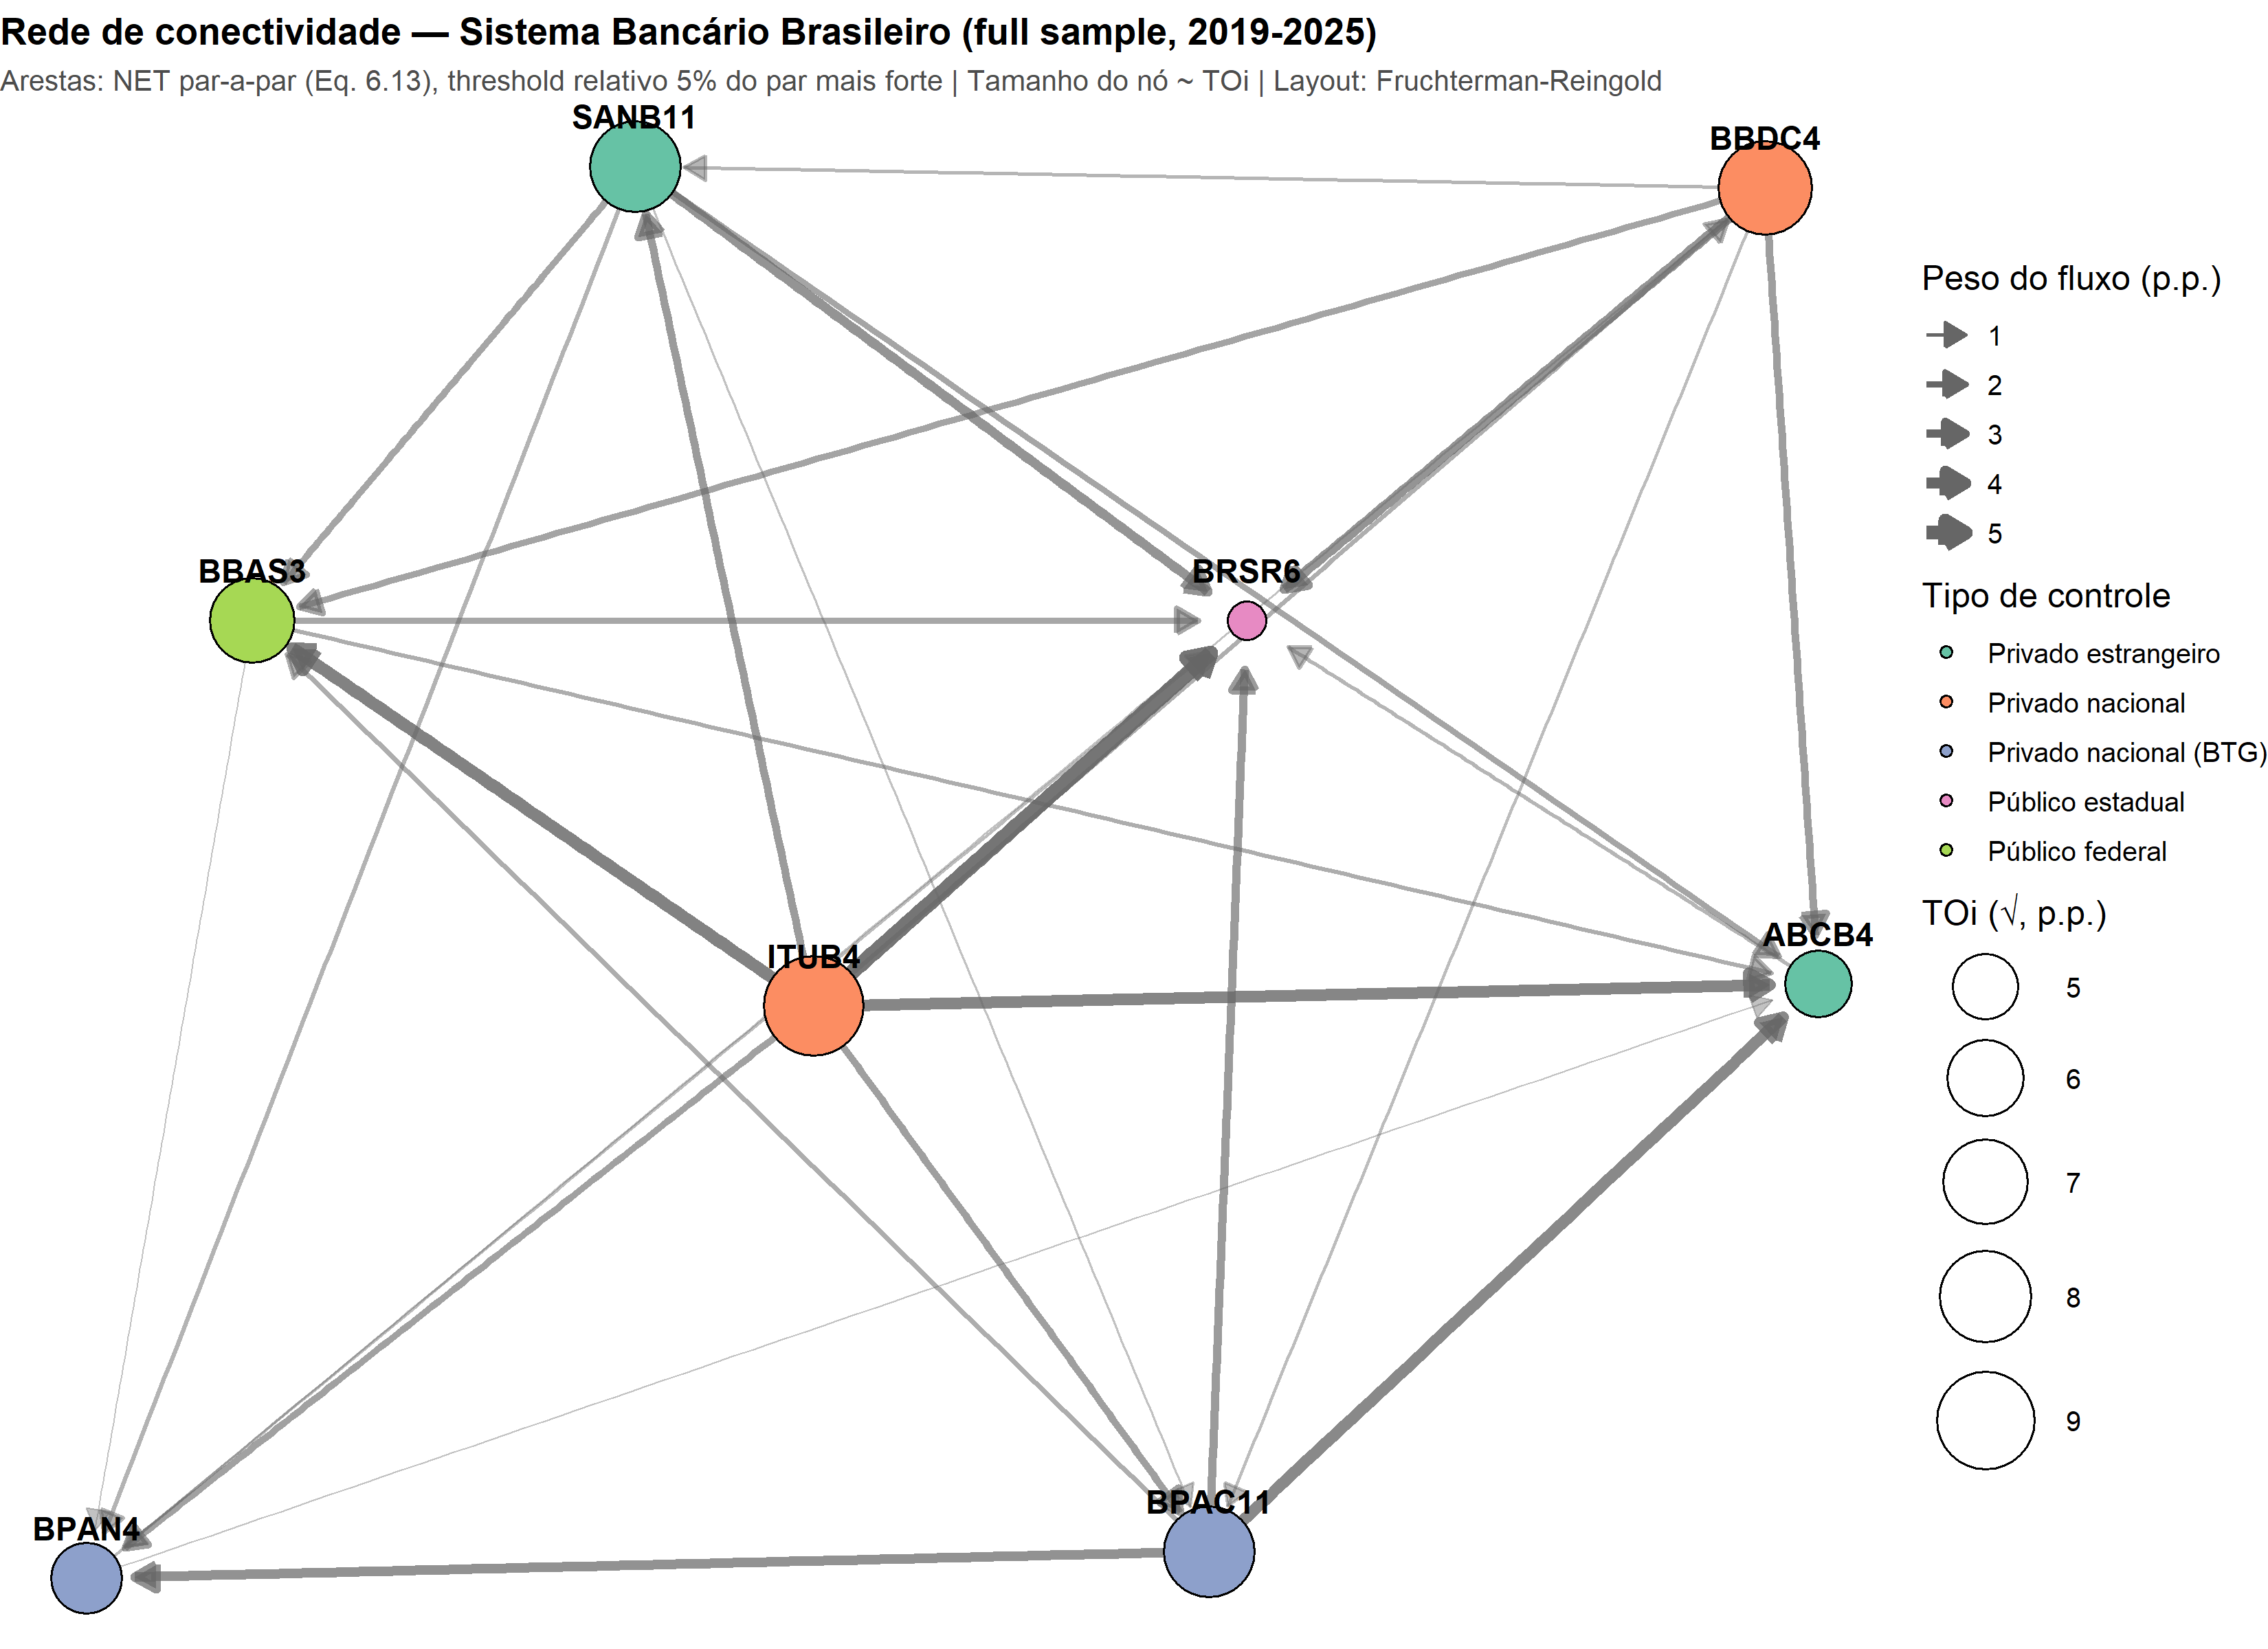 Rede de conectividade — Sistema Bancário Brasileiro (full sample, 2019-2025)
Arestas: NET par-a-par (Eq. 6.13), threshold relativo 5% do par mais forte | Tamanho do nó ~ TOi | Layout: Fruchterman-Reingold
SANB11
BBDC4
BBAS3
BRSR6
ITUB4
ABCB4
BPAN4
BPAC11
Peso do fluxo (p.p.)
1
2
3
4
5
Tipo de controle
Privado estrangeiro
Privado nacional
Privado nacional (BTG)
Público estadual
Público federal
TOi (√, p.p.)
5
6
7
8
9